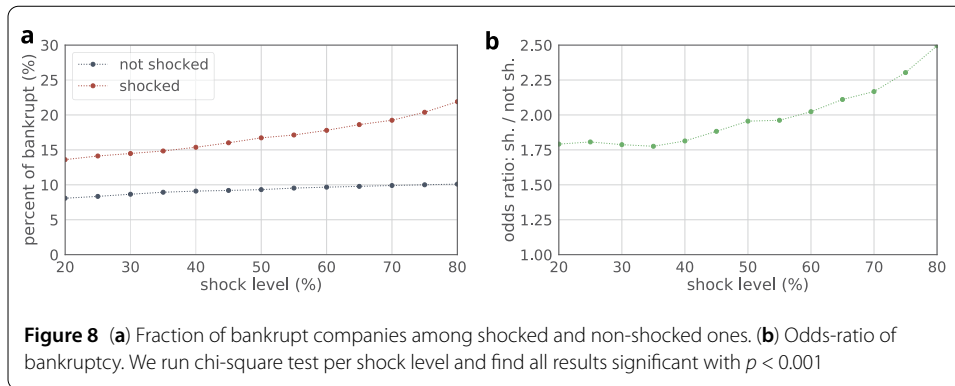 a
30
25
20
15
10
5
0
percent of bankrupt (%)
not shocked
shocked
20 30 40 50 60 70 80
shock level (%)
b
2.50
2.25
2.00
1.75
1.50
1.25
1.00
odds ratio: sh. / not sh.
20 30 40 50 60 70 80
shock level (%)
Figure 8 (a) Fraction of bankrupt companies among shocked and non-shocked ones. (b) Odds-ratio of
bankruptcy. We run chi-square test per shock level and find all results significant with p < 0.001